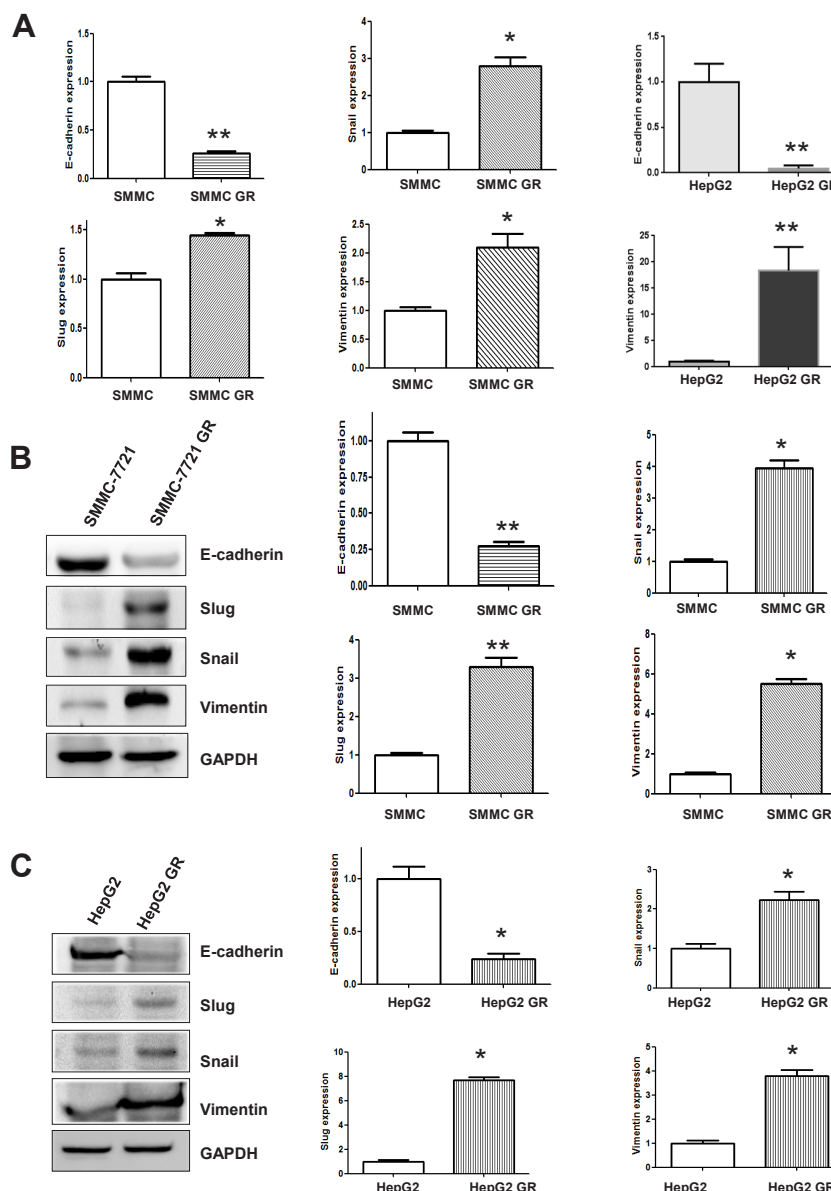 A
E-cadherin expression
1.5
1.0
0.5
0.0
**
SMMC
SMMC GR
Snail expression
4
3
2
1
0
*
SMMC
SMMC GR
E-cadherin expression
1.5
1.0
0.5
0.0
**
HepG2
HepG2 GR
Slug expression
1.5
1.0
0.5
0.0
*
SMMC
SMMC GR
Vimentin expression
2.5
2.0
1.5
1.0
0.5
0.0
*
SMMC
SMMC GR
Vimentin expression
25
20
15
10
5
0
**
HepG2
HepG2 GR
B
SMMC-7721
SMMC-7721 GR
E-cadherin
Slug
Snail
Vimentin
GAPDH
E-cadherin expression
1.00
0.75
0.50
0.25
0.00
**
SMMC
SMMC GR
Snail expression
5
4
3
2
1
0
*
SMMC
SMMC GR
Slug expression
4
3
2
1
0
**
SMMC
SMMC GR
Vimentin expression
8
6
4
2
0
*
SMMC
SMMC GR
C
HepG2
HepG2 GR
E-cadherin
Slug
Snail
Vimentin
GAPDH
E-cadherin expression
1.0
0.5
0.0
*
HepG2
HepG2 GR
Snail expression
3
2
1
0
*
HepG2
HepG2 GR
Slug expression
10
8
6
4
2
0
*
HepG2
HepG2 GR
Vimentin expression
5
4
3
2
1
0
*
HepG2
HepG2 GR